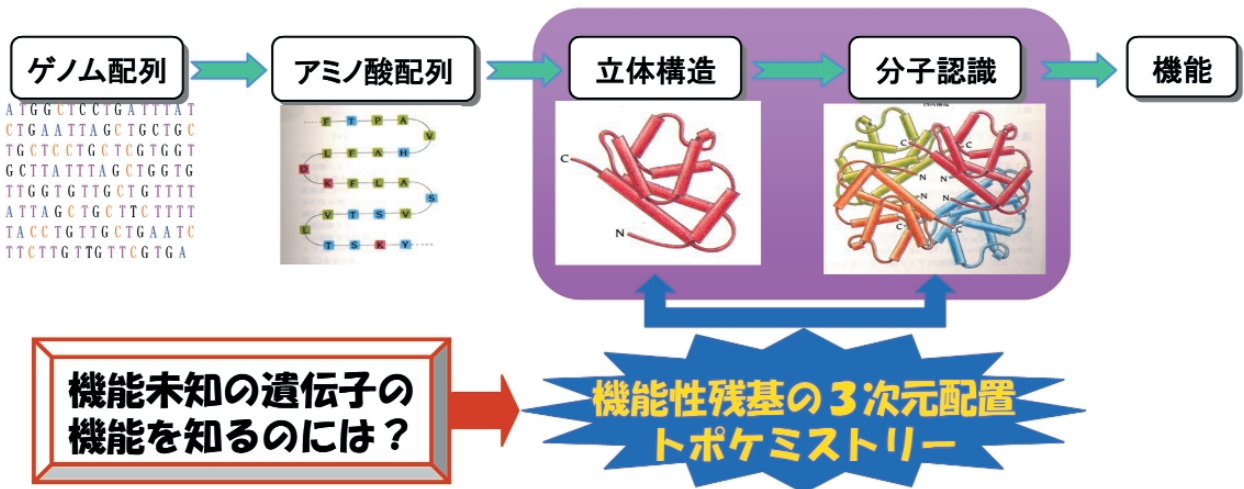 ゲノム配列
アミノ酸配列
立体構造
分子認識
機能
ATGGCTCCTGATTTAT
CTGAATTAGCTGCTGC
TGCTCCTGCTCGTGGT
GCTTATTTAGCTGGTG
TTGGTGTTGCTGTTTT
ATTAGCTGCTTCTTTT
TACCTGTTGCTGAATC
TTCTTGTTGTTCGTGA
F T P A
V
L F A H
D
K F L A
S
V T S V
L
T S K Y
C
N
C
C
N
N
N
N
C
C
機能未知の遺伝子の
機能を知るのには？
機能性残基の３次元配置
トポケミストリー